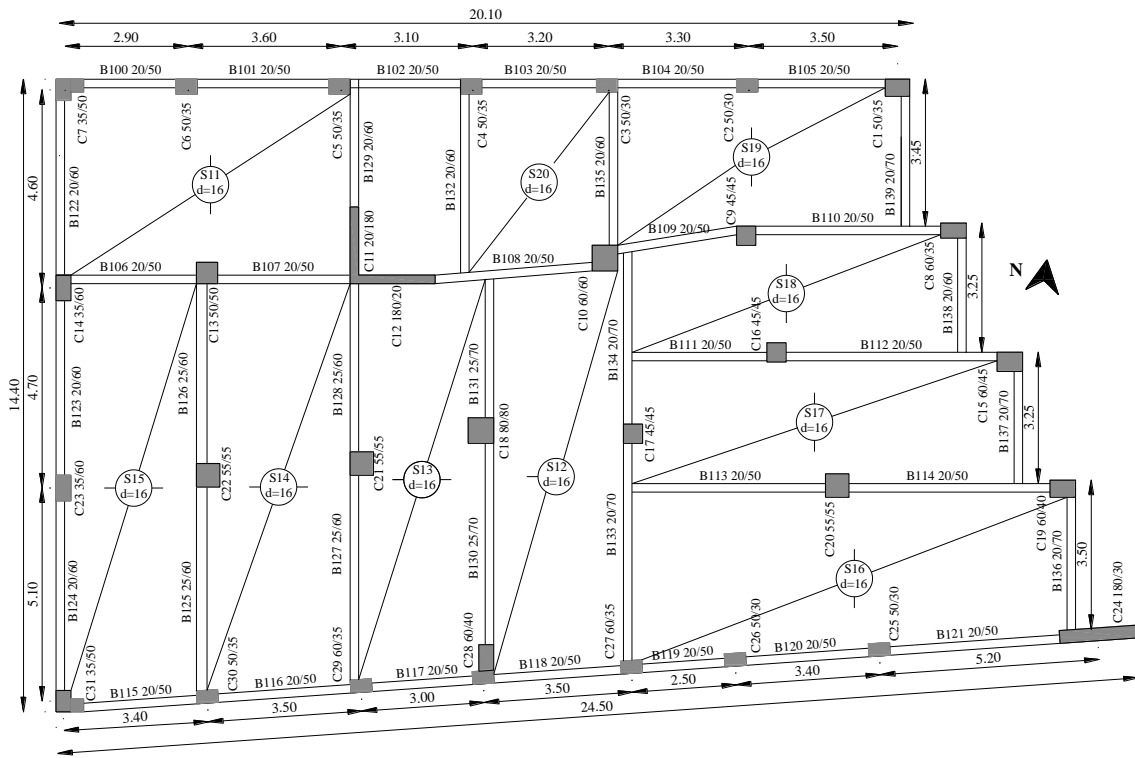 20.10
2.90 3.60 3.10 3.20 3.30 3.50
B100 20/50 B101 20/50 B102 20/50 B103 20/50 B104 20/50 B105 20/50
C7 35/50
C6 50/35
C5 50/35
B129 20/60
C4 50/35
C3 50/30
C2 50/30
C1 50/35
4.60
B122 20/60
S11
d=16
B132 20/60
S20
d=16
B135 20/60
S19
d=16
B139 20/70
3.45
C11 20/180
C9 45/45
B109 20/50
B110 20/50
B106 20/50 B107 20/50
B108 20/50
C14 35/60
C13 50/50
C12 180/20
C10 60/60
S18
d=16
C8 60/35
B138 20/60
3.25
N
14.40
4.70
B123 20/60
B126 25/60
B128 25/60
B131 25/70
B134 20/70
C16 45/45
B111 20/50 B112 20/50
C18 80/80
C17 45/45
S17
d=16
C15 60/45
B137 20/70
3.25
C23 35/60
S15
d=16
C22 55/55
S14
d=16
C21 55/55
S13
d=16
S12
d=16
B113 20/50 B114 20/50
C20 55/55
C19 60/40
5.10
B124 20/60
B125 25/60
B127 25/60
B130 25/70
B133 20/70
S16
d=16
B136 20/70
3.50
C24 180/30
C31 35/50
C30 50/35
C29 60/35
C28 60/40
C27 60/35
C26 50/30
C25 50/30
B115 20/50 B116 20/50 B117 20/50 B118 20/50 B119 20/50 B120 20/50 B121 20/50
3.40 3.50 3.00 3.50 2.50 3.40 5.20
24.50